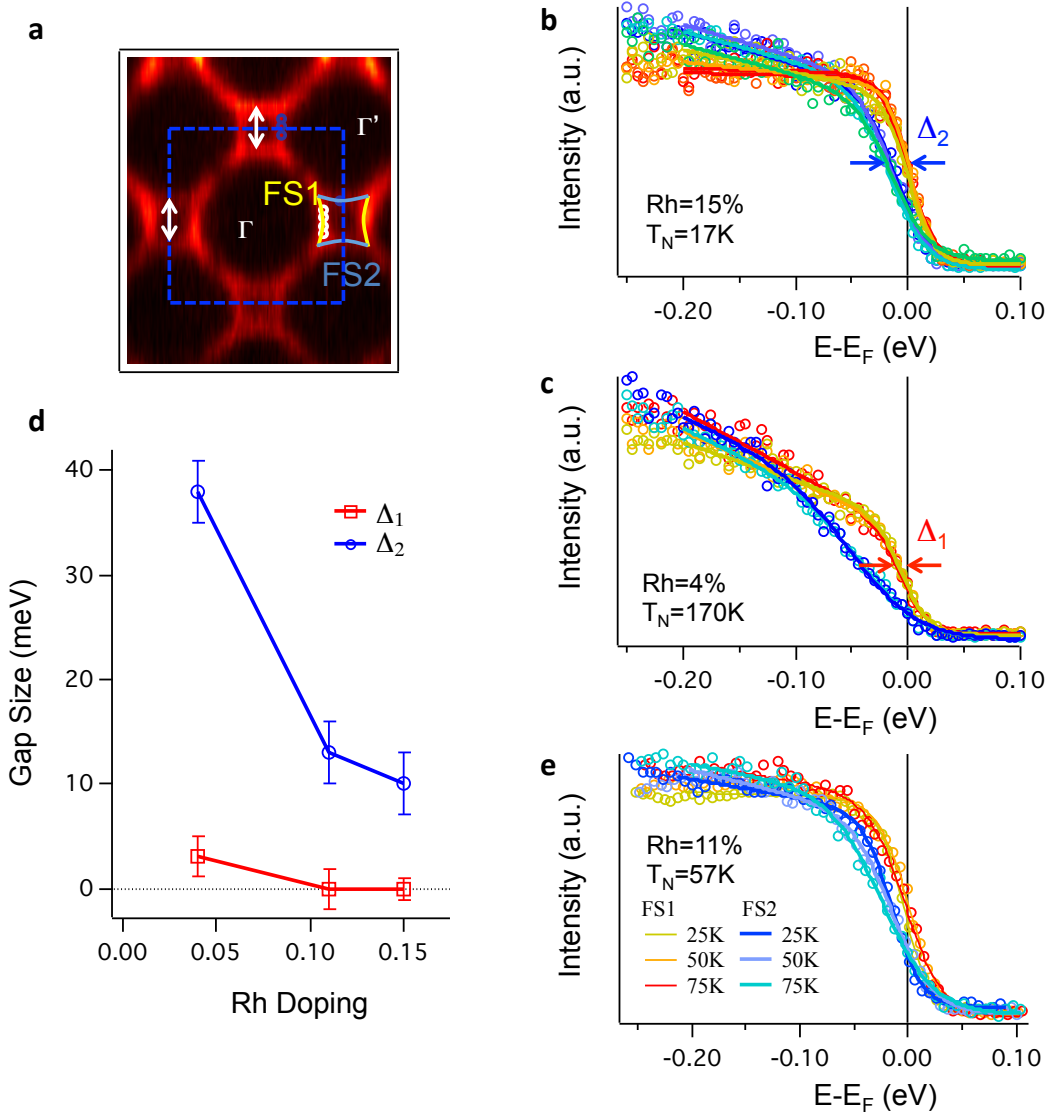 a
Γ'
FS1
Γ
FS2
b
Intensity (a.u.)
Δ2
Rh=15%
TN=17K
-0.20
-0.10
0.00
0.10
E-EF (eV)
c
Intensity (a.u.)
Δ1
Rh=4%
TN=170K
-0.20
-0.10
0.00
0.10
E-EF (eV)
d
Gap Size (meV)
40
30
20
10
0
Δ1
Δ2
0.00
0.05
0.10
0.15
Rh Doping
e
Intensity (a.u.)
Rh=11%
TN=57K
FS1 FS2
25K 25K
50K 50K
75K 75K
-0.20
-0.10
0.00
0.10
E-EF (eV)